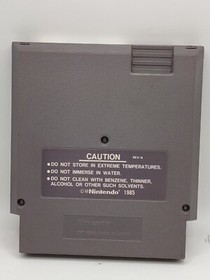 CAUTION REV-A
●DO NOT STORE IN EXTREME TEMPERATURES.
●DO NOT IMMERSE IN WATER.
●DO NOT CLEAN WITH BENZENE, THINNER,
ALCOHOL OR OTHER SUCH SOLVENTS.
©®Nintendo® 1985